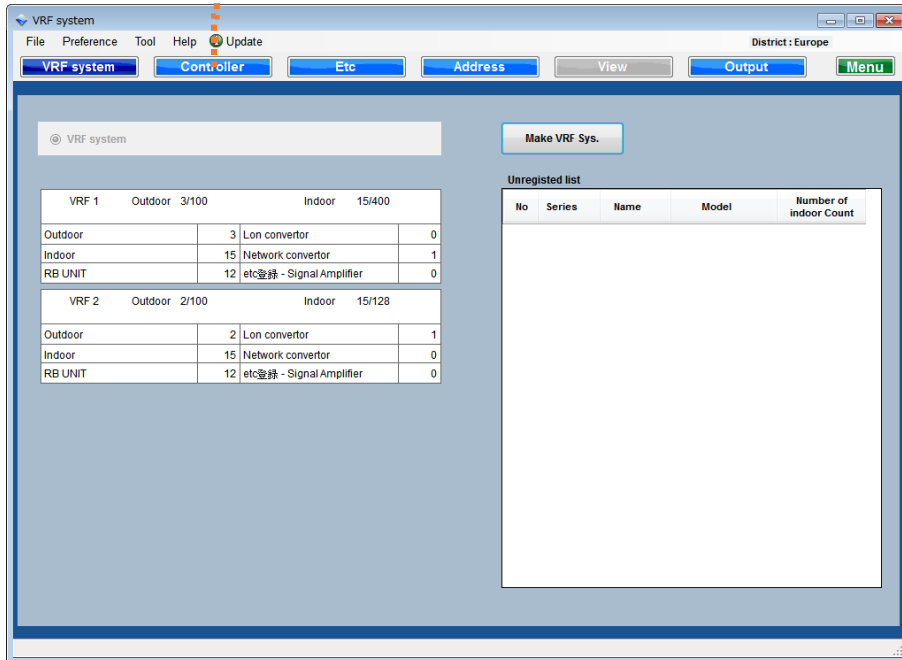 VRF system
File Preference Tool Help Update District : Europe
VRF system Controller Etc Address View Output Menu
VRF system
Make VRF Sys.
Unregisted list
No Series Name Model Number of
indoor Count
VRF 1 Outdoor 3/100 Indoor 15/400
Outdoor 3 Lon convertor 0
Indoor 15 Network convertor 1
RB UNIT 12 etc登録 - Signal Amplifier 0
VRF 2 Outdoor 2/100 Indoor 15/128
Outdoor 2 Lon convertor 1
Indoor 15 Network convertor 0
RB UNIT 12 etc登録 - Signal Amplifier 0